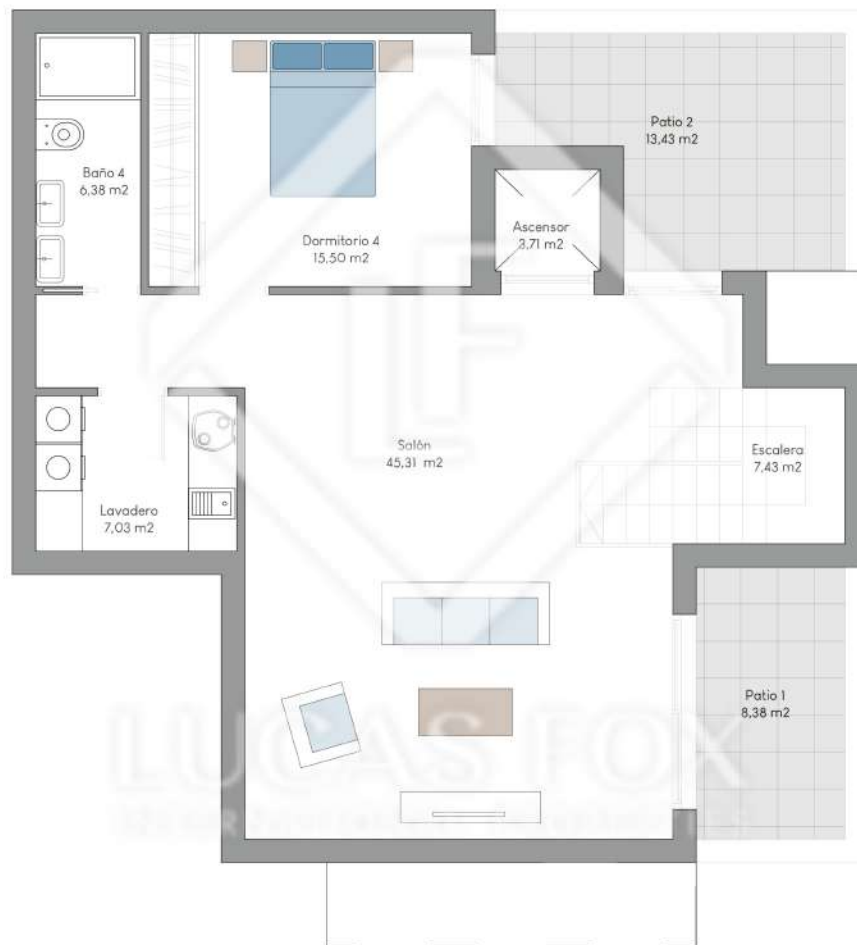 Patio 2
13,43 m2
Baño 4
6,38 m2
Ascensor
3,71 m2
Dormitorio 4
15,50 m2
Salón
45,31 m2
Escalera
7,43 m2
Lavadero
7,03 m2
Patio 1
8,38 m2
LUCAS FOX